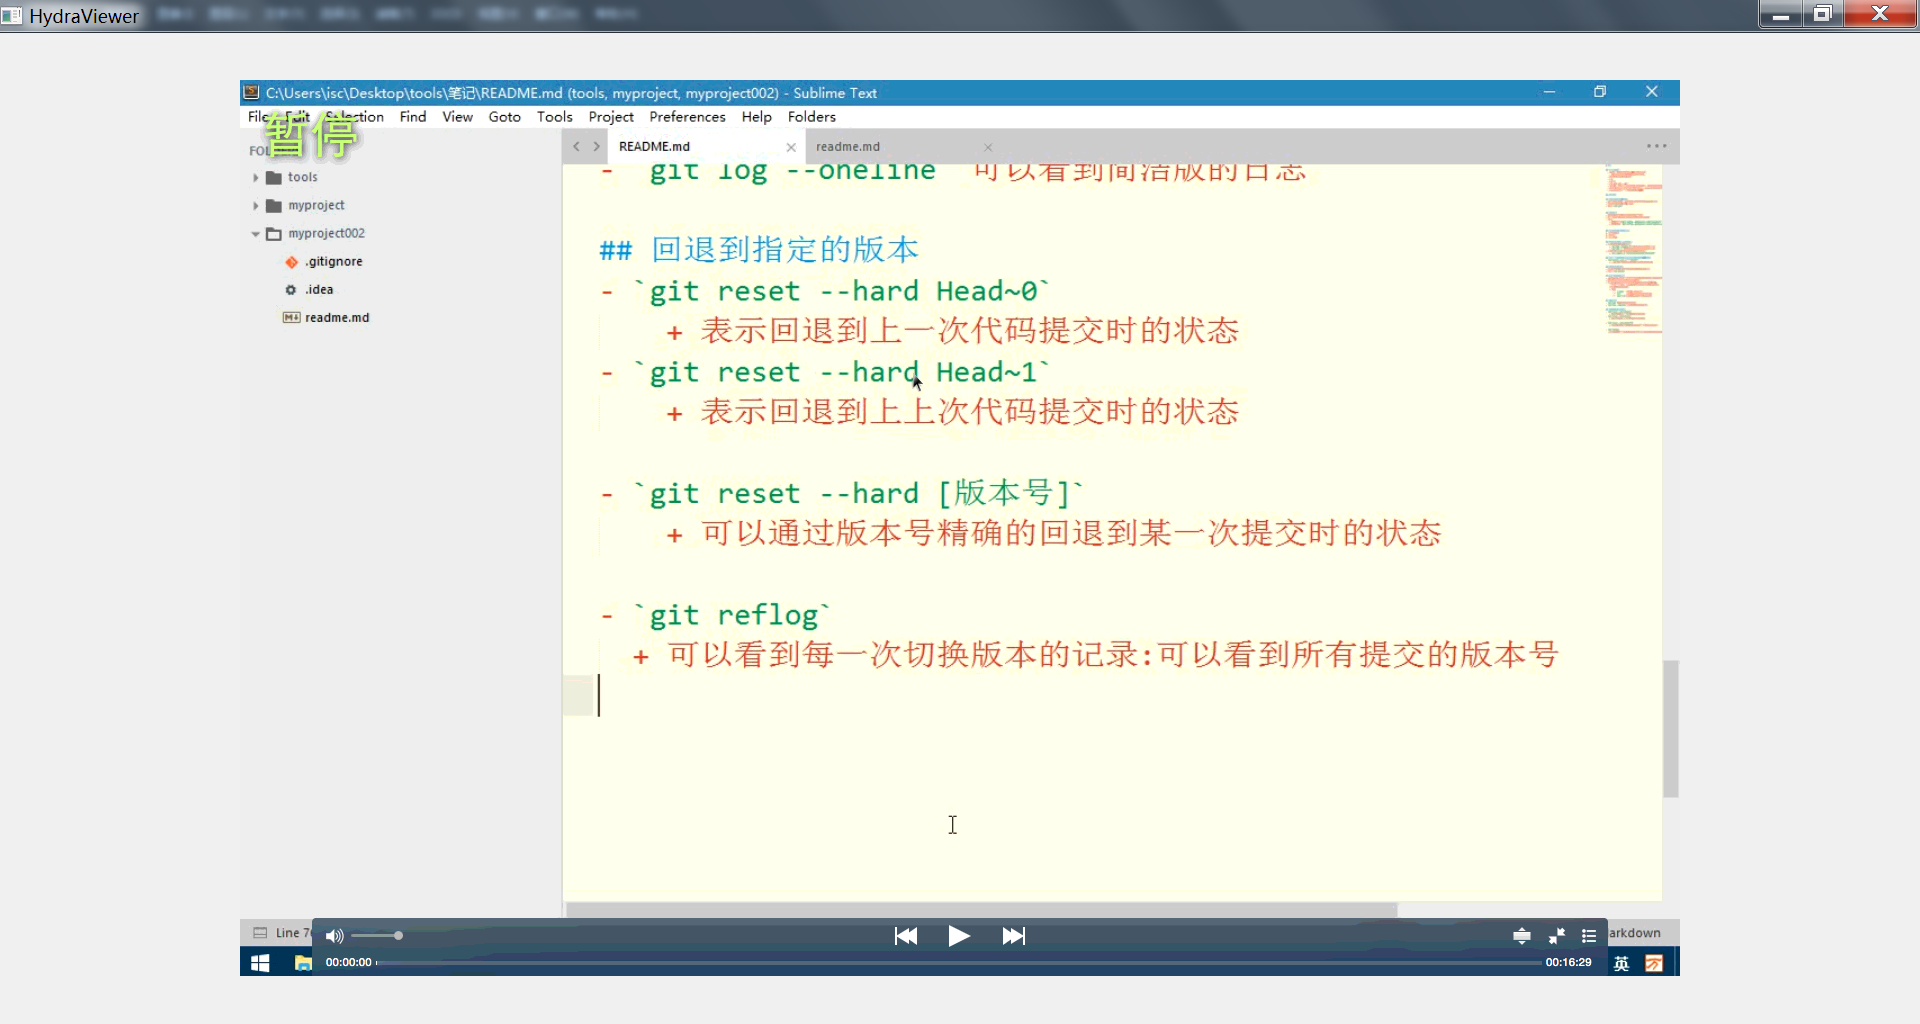 HydraViewer
C:\Users\isc\Desktop\tools\笔记\README.md (tools, myproject, myproject002) - Sublime Text
File Edit Selection Find View Goto Tools Project Preferences Help Folders
暂停
README.md
readme.md
tools
myproject
myproject002
.gitignore
.idea
readme.md
- `git log --oneline` 可以看到简洁版的日志
## 回退到指定的版本
- `git reset --hard Head~0`
+ 表示回退到上一次代码提交时的状态
- `git reset --hard Head~1`
+ 表示回退到上上次代码提交时的状态
- `git reset --hard [版本号]`
+ 可以通过版本号精确的回退到某一次提交时的状态
- `git reflog`
+ 可以看到每一次切换版本的记录:可以看到所有提交的版本号
Line
arkdown
00:00:00
00:16:29
英